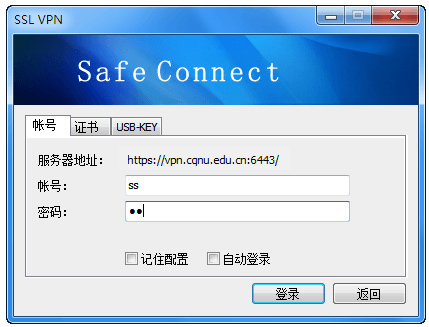 SSL VPN
Safe Connect
帐号 证书 USB-KEY
服务器地址： https://vpn.cqnu.edu.cn:6443/
帐号： ss
密码： ●●
记住配置 自动登录
登录 返回